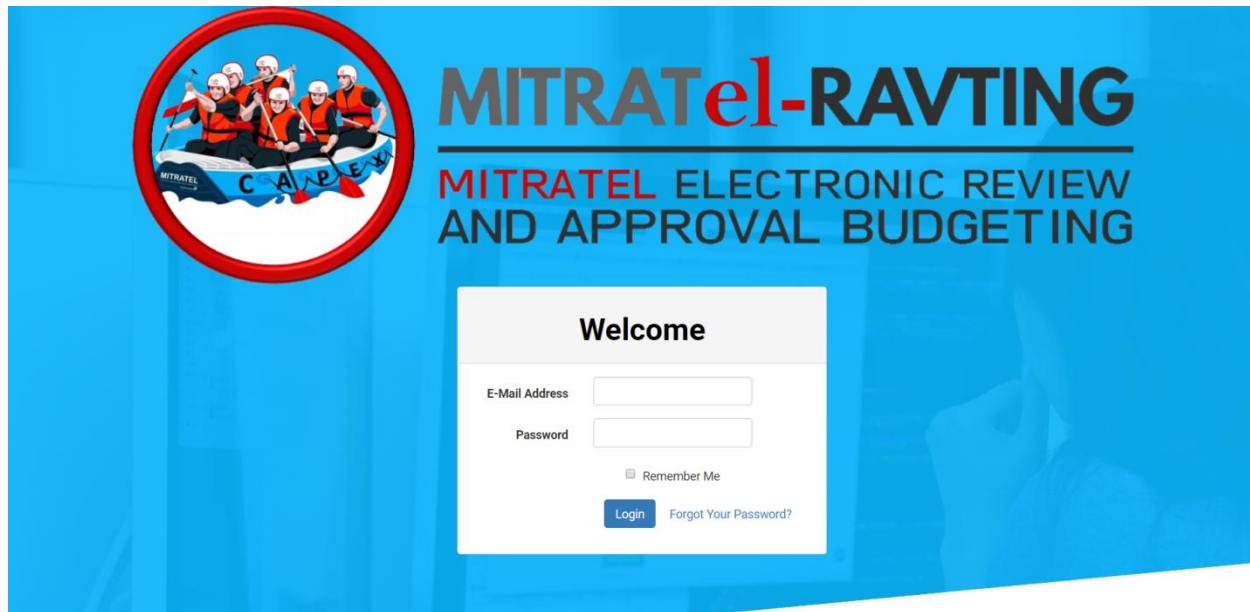 MITRATel-RAVTING
MITRATEL ELECTRONIC REVIEW
AND APPROVAL BUDGETING
MITRATEL
CAPEX
Welcome
E-Mail Address
Password
Remember Me
Login Forgot Your Password?